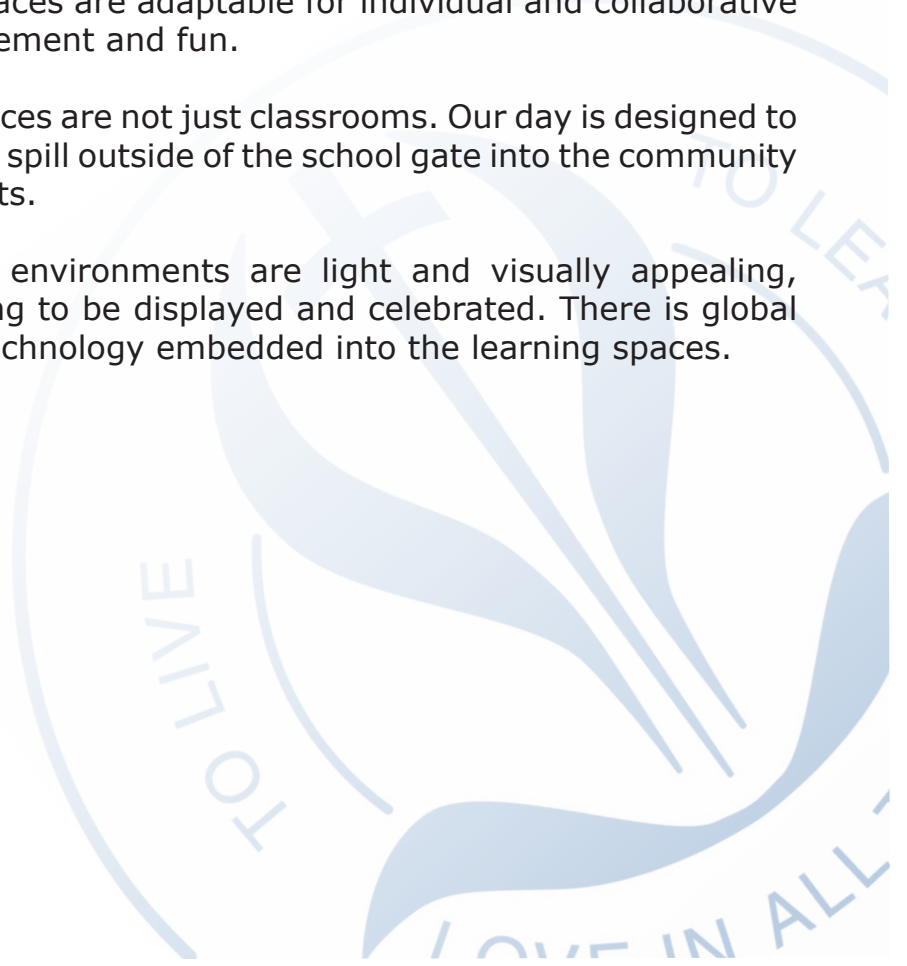 aces are adaptable for individual and collaborative
ement and fun.
ces are not just classrooms. Our day is designed to
spill outside of the school gate into the community
ts.
environments are light and visually appealing,
ng to be displayed and celebrated. There is global
chnology embedded into the learning spaces.
TO LEA
TO LIVE
LOVE IN ALL T